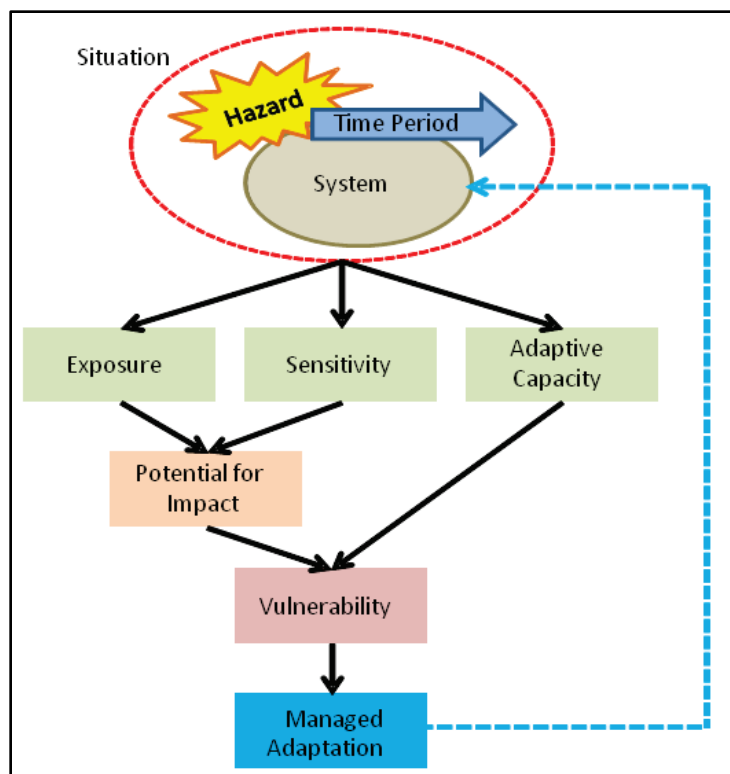 Situation
Hazard
Time Period
System
Exposure
Sensitivity
Adaptive
Capacity
Potential for
Impact
Vulnerability
Managed
Adaptation